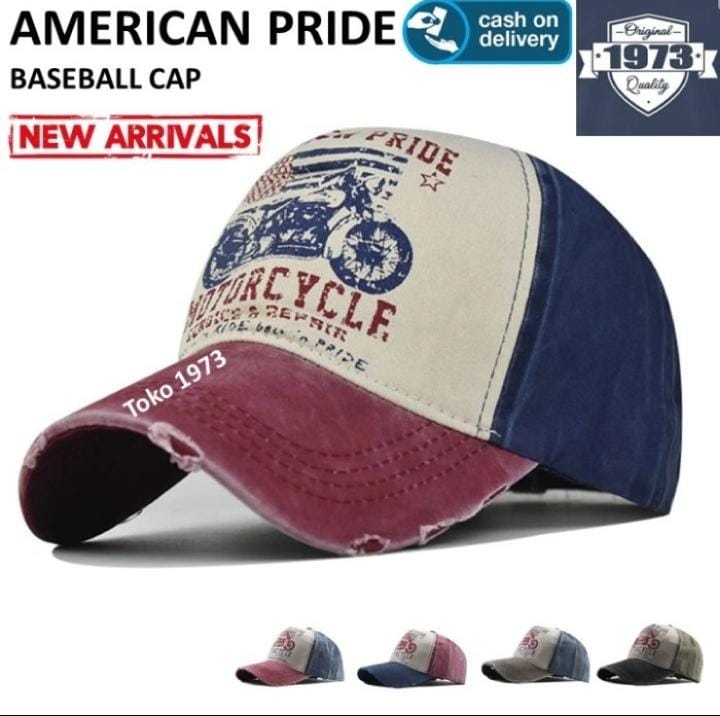 AMERICAN PRIDE
BASEBALL CAP
NEW ARRIVALS
cash on
delivery
Original
1973
Quality
PRIDE
MOTORCYCLE
SERVICE & REPAIR
RIDE
PRIDE
Toko 1973